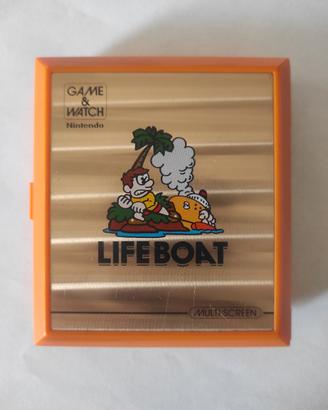 GAME
&
WATCH
Nintendo
LIFEBOAT
MULTI SCREEN